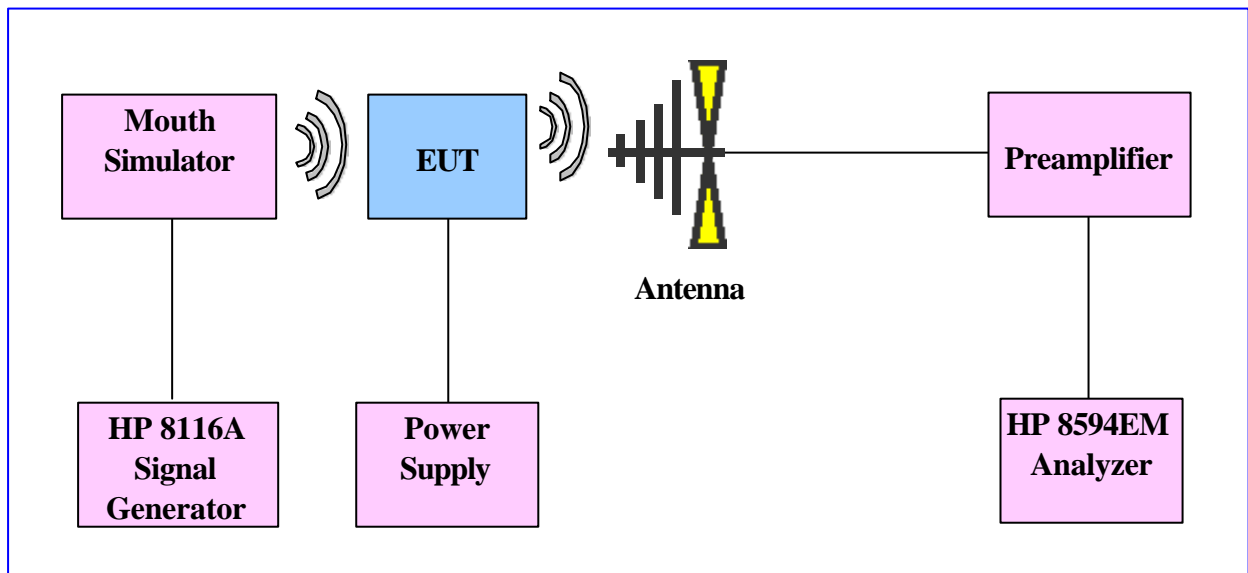 Mouth
Simulator
EUT
Preamplifier
Antenna
HP 8116A
Signal
Generator
Power
Supply
HP 8594EM
Analyzer